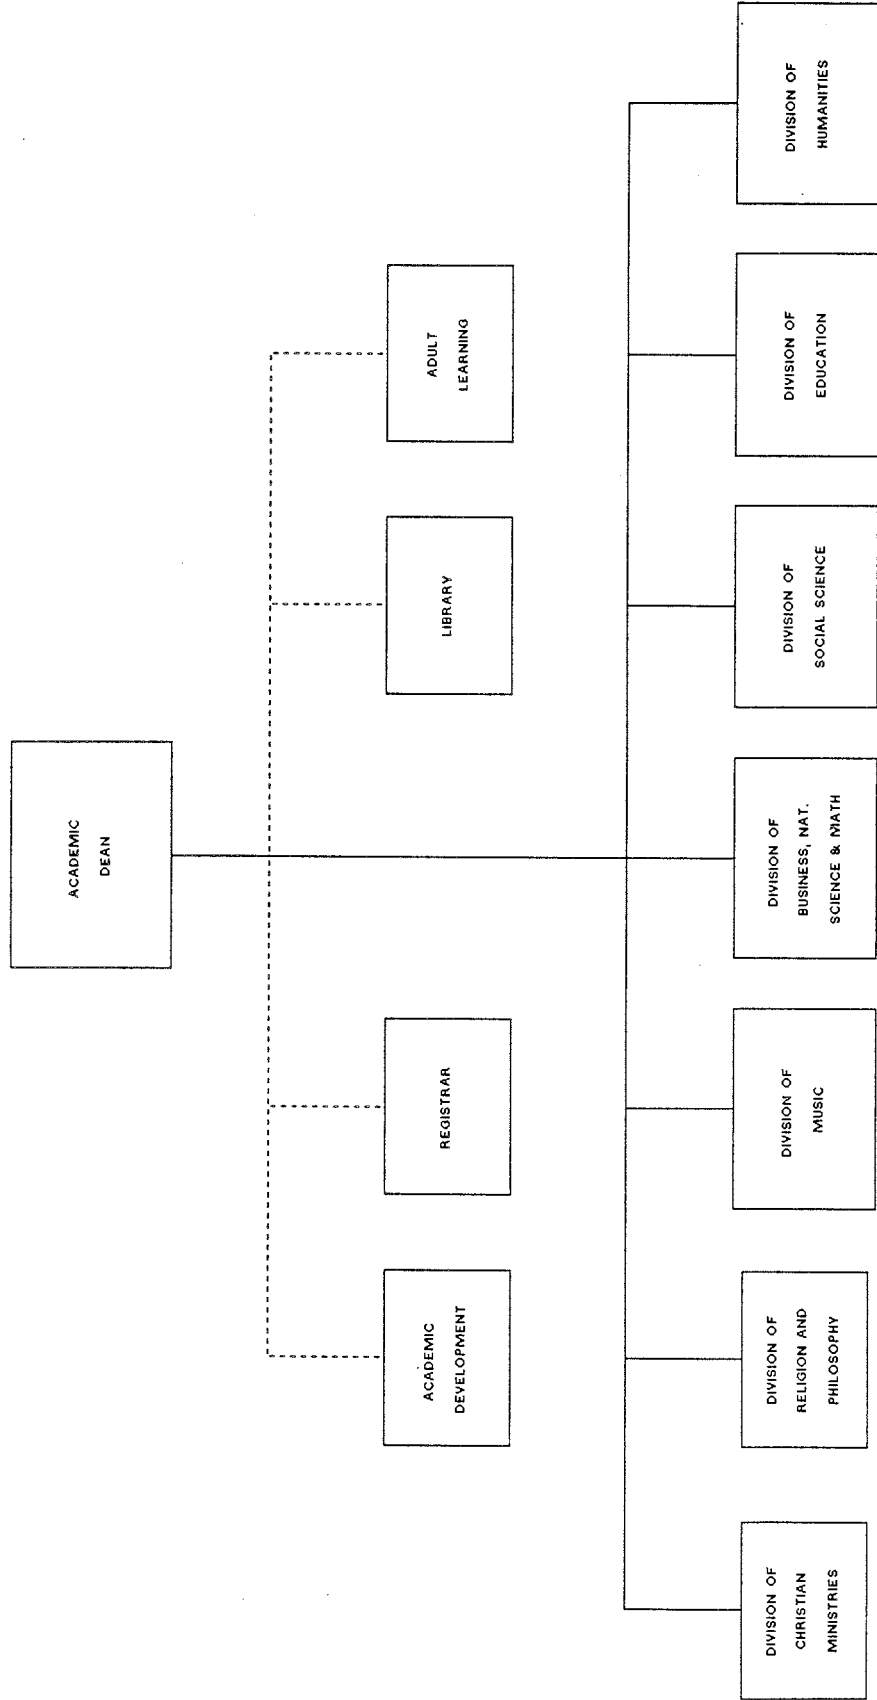 ACADEMIC
DEAN
ACADEMIC
DEVELOPMENT
REGISTRAR
LIBRARY
ADULT
LEARNING
DIVISION OF
CHRISTIAN
MINISTRIES
DIVISION OF
RELIGION AND
PHILOSOPHY
DIVISION OF
MUSIC
DIVISION OF
BUSINESS, NAT.
SCIENCE & MATH
DIVISION OF
SOCIAL SCIENCE
DIVISION OF
EDUCATION
DIVISION OF
HUMANITIES